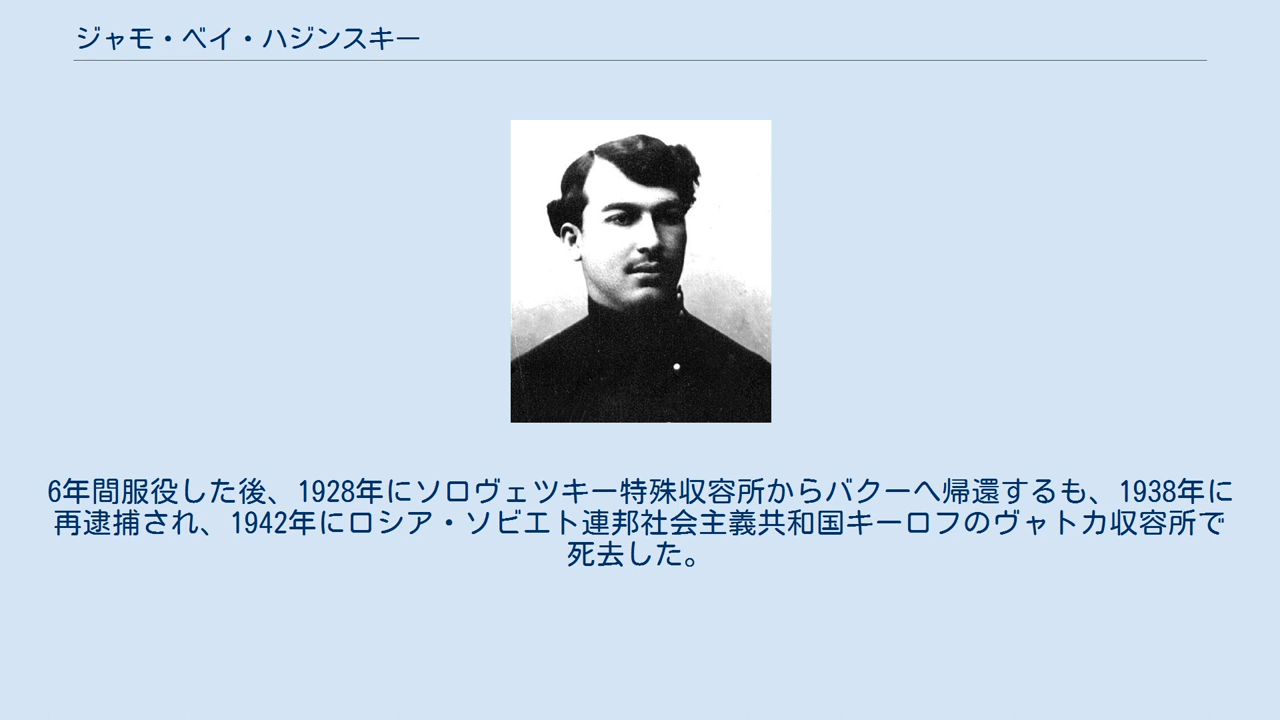 ジャモ・ベイ・ハジンスキー
6年間服役した後、1928年にソロヴェツキー特殊収容所からバクーへ帰還するも、1938年に
再逮捕され、1942年にロシア・ソビエト連邦社会主義共和国キーロフのヴャトカ収容所で
死去した。